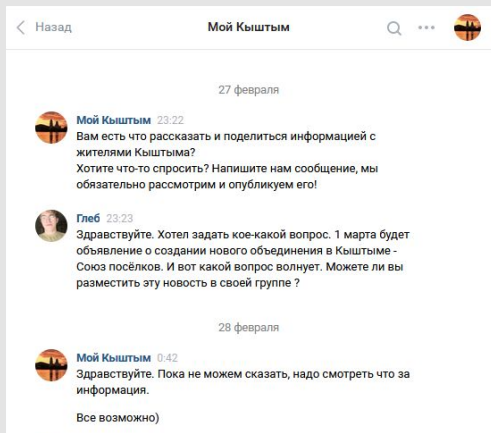 Назад
Мой Кыштым
27 февраля
Мой Кыштым 23:22
Вам есть что рассказать и поделиться информацией с
жителями Кыштыма?
Хотите что-то спросить? Напишите нам сообщение, мы
обязательно рассмотрим и опубликуем его!
Глеб 23:23
Здравствуйте. Хотел задать кое-какой вопрос. 1 марта будет
объявление о создании нового объединения в Кыштыме -
Союз посёлков. И вот какой вопрос волнует. Можете ли вы
разместить эту новость в своей группе ?
28 февраля
Мой Кыштым 0:42
Здравствуйте. Пока не можем сказать, надо смотреть что за
информация.
Все возможно)